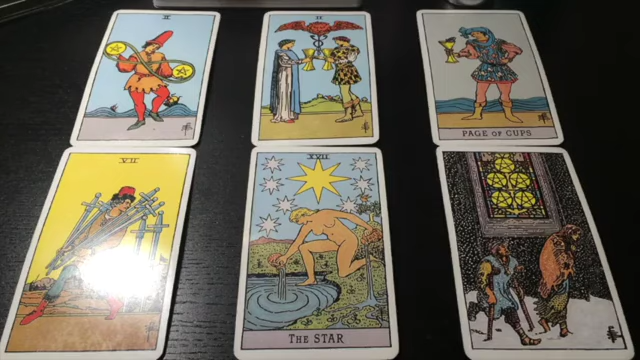 II
II
PAGE of CUPS
VII
XVII
THE STAR